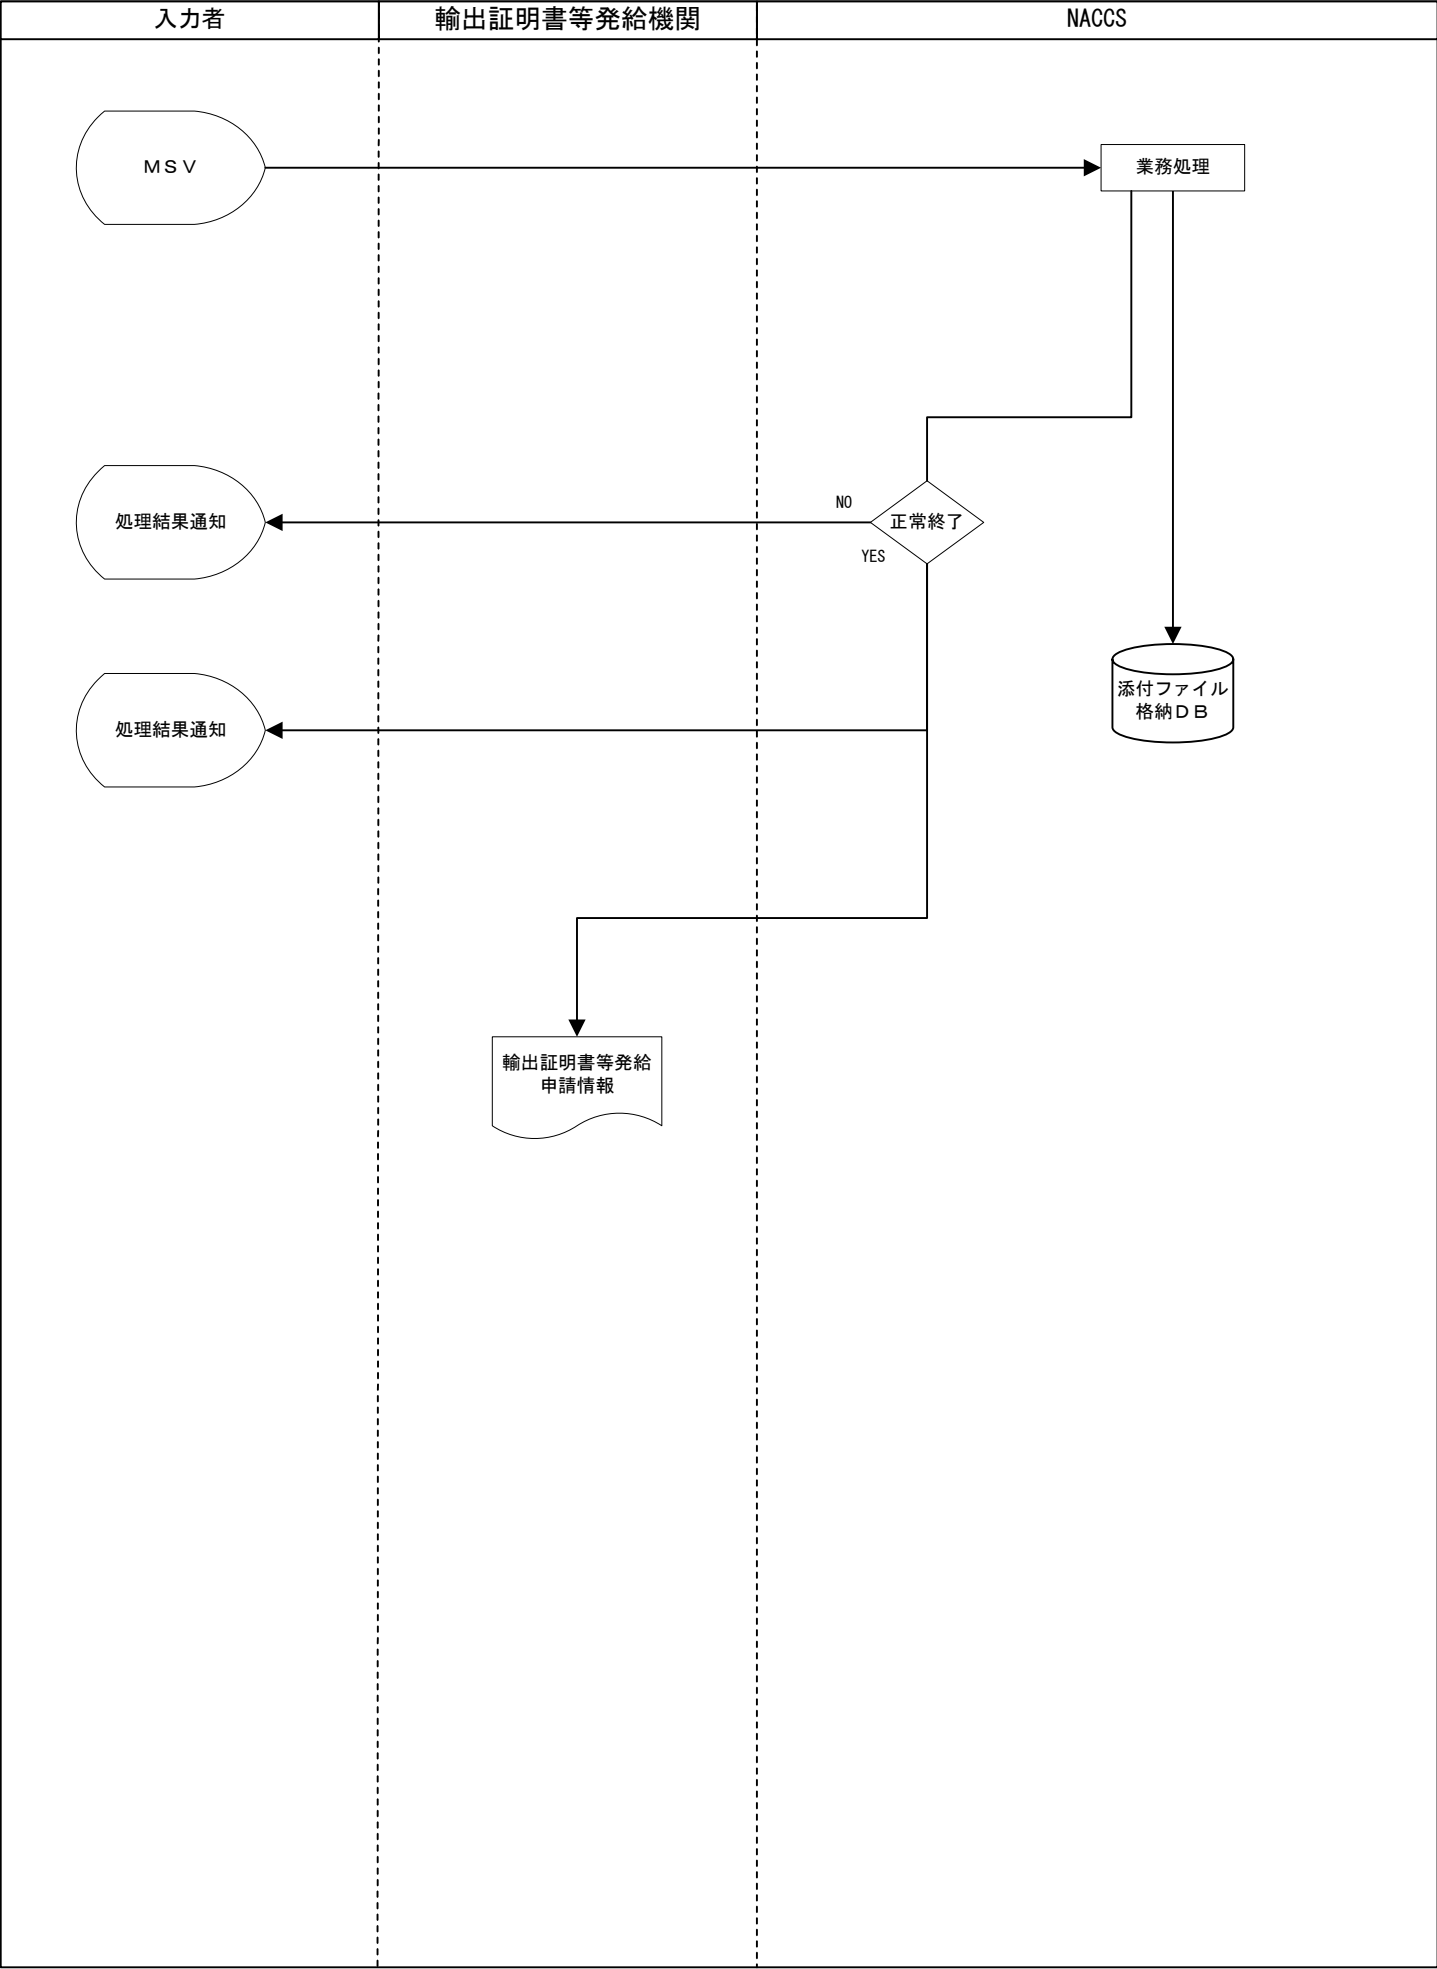 入力者
輸出証明書等発給機関
NACCS
ＭＳＶ
業務処理
NO
処理結果通知
正常終了
YES
添付ファイル
格納ＤＢ
処理結果通知
輸出証明書等発給
申請情報